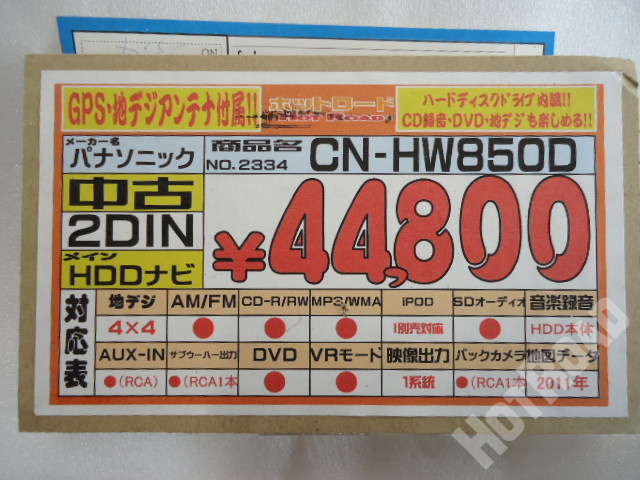 ON
GPS・地デジアンテナ付属!!
ホットロード
HOT ROAD
ハードディスクドライブ内蔵!!
CD録音・DVD・地デジも楽しめる!!
メーカー名
パナソニック
商品名
NO.2334
CN-HW850D
中古
2DIN
メイン
HDDナビ
¥44,800
対応表
地デジ AM/FM CD-R/RW MP3/WMA iPOD SDオーディオ 音楽録音
4×4 ● ● ● 1別売対応 ● HDD本体
AUX-IN サブウーハー出力 DVD VRモード 映像出力 バックカメラ 地図データ
●(RCA) ●(RCA1本 ● ● 1系統 ●(RCA1本 2011年
HotRoad